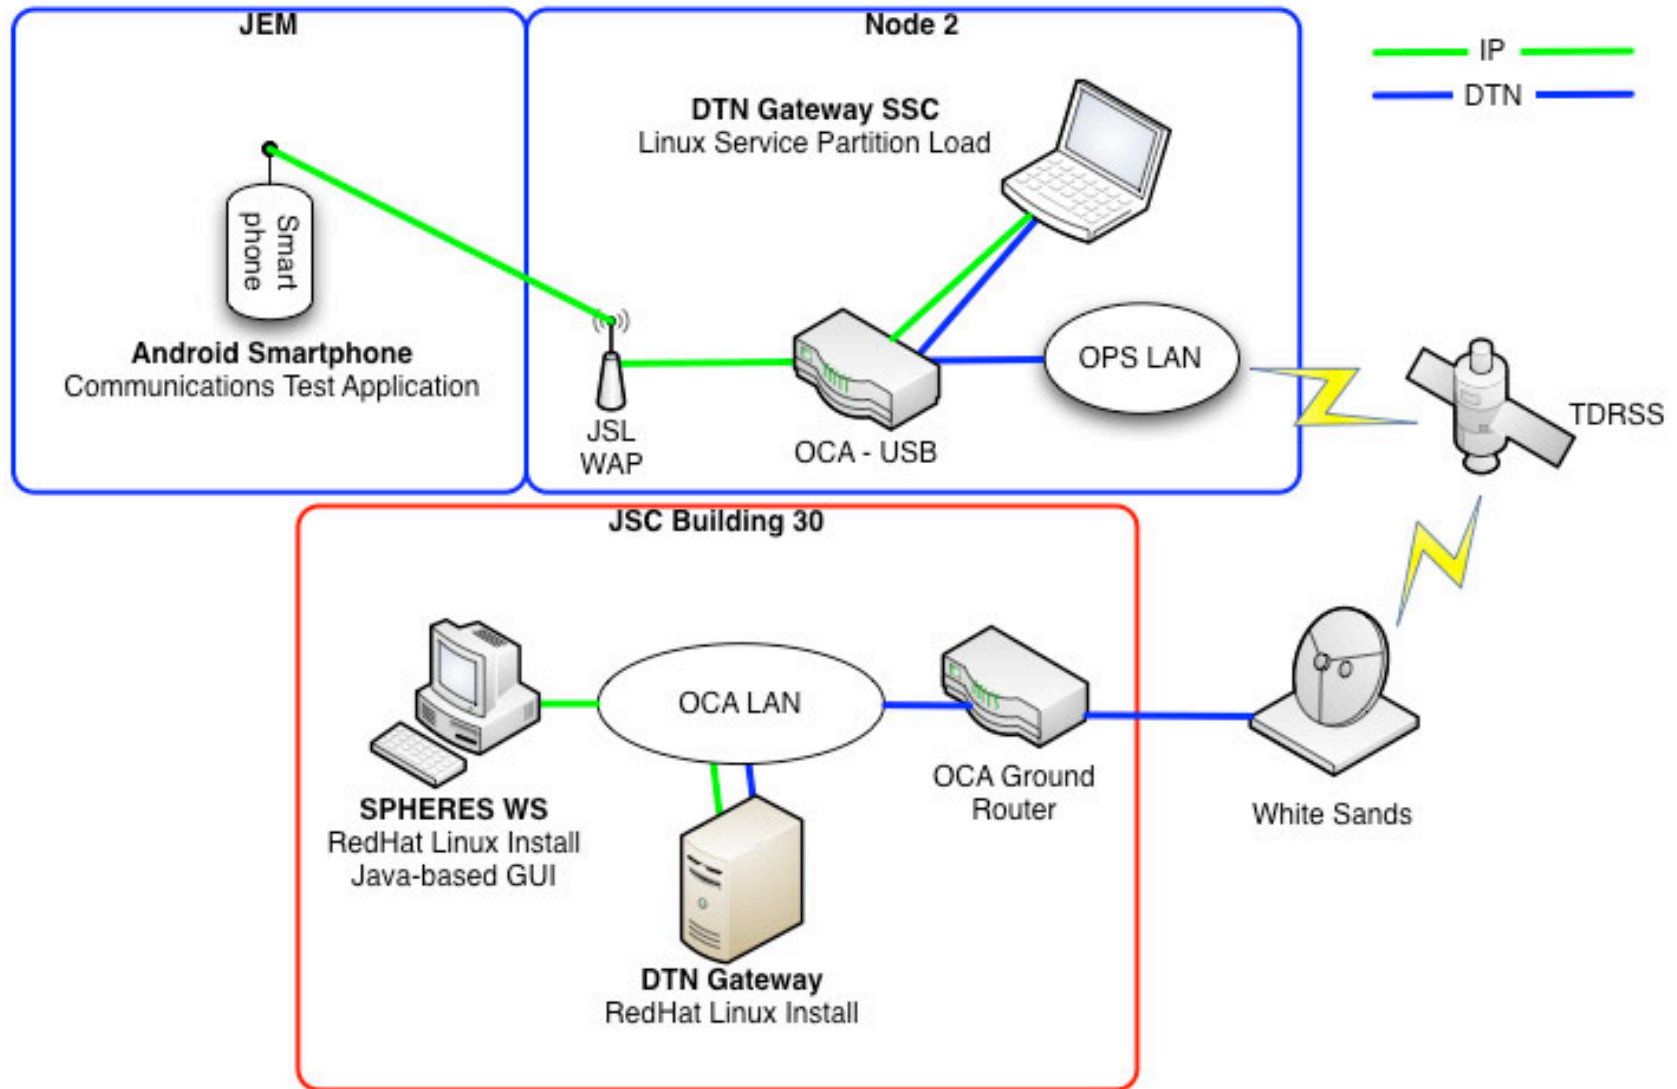 JEM
Node 2
IP
DTN
DTN Gateway SSC
Linux Service Partition Load
Smart
phone
Android Smartphone
Communications Test Application
JSL
WAP
OCA - USB
OPS LAN
TDRSS
JSC Building 30
SPHERES WS
RedHat Linux Install
Java-based GUI
OCA LAN
DTN Gateway
RedHat Linux Install
OCA Ground
Router
White Sands